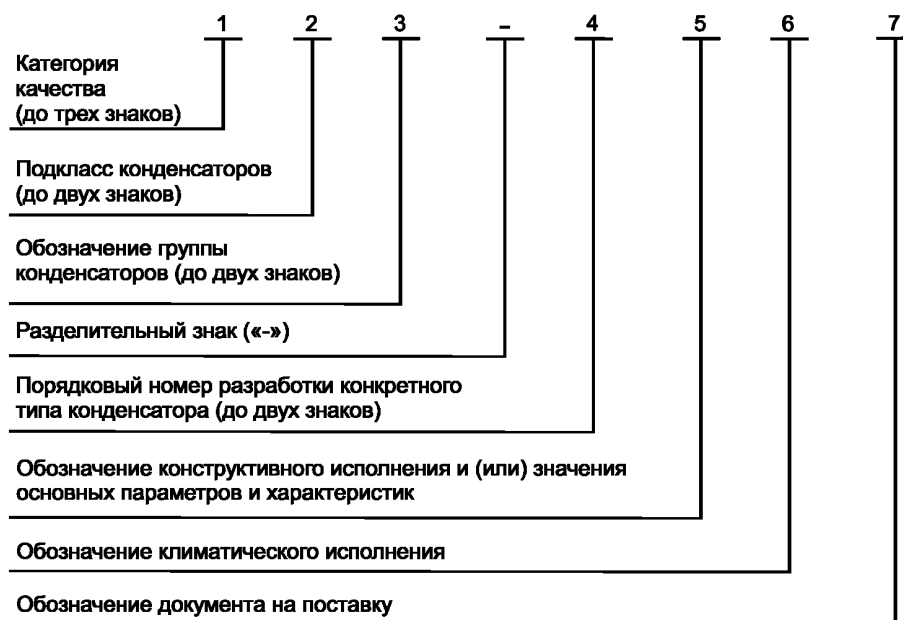 1 2 3 – 4 5 6 7
Категория
качества
(до трех знаков)
Подкласс конденсаторов
(до двух знаков)
Обозначение группы
конденсаторов (до двух знаков)
Разделительный знак («-»)
Порядковый номер разработки конкретного
типа конденсатора (до двух знаков)
Обозначение конструктивного исполнения и (или) значения
основных параметров и характеристик
Обозначение климатического исполнения
Обозначение документа на поставку